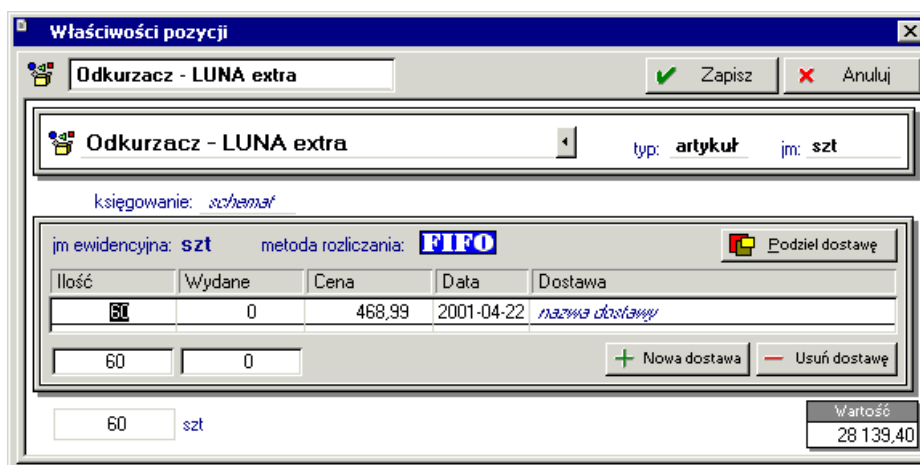 Właściwości pozycji
Odkurzacz - LUNA extra Zapisz Anuluj
Odkurzacz - LUNA extra typ: artykuł jm: szt
księgowanie: schemat
jm ewidencyjna: szt metoda rozliczania: FIFO Podziel dostawę
Ilość Wydane Cena Data Dostawa
60 0 468,99 2001-04-22 nazwa dostawy
60 0 Nowa dostawa Usuń dostawę
60 szt Wartość
28 139,40